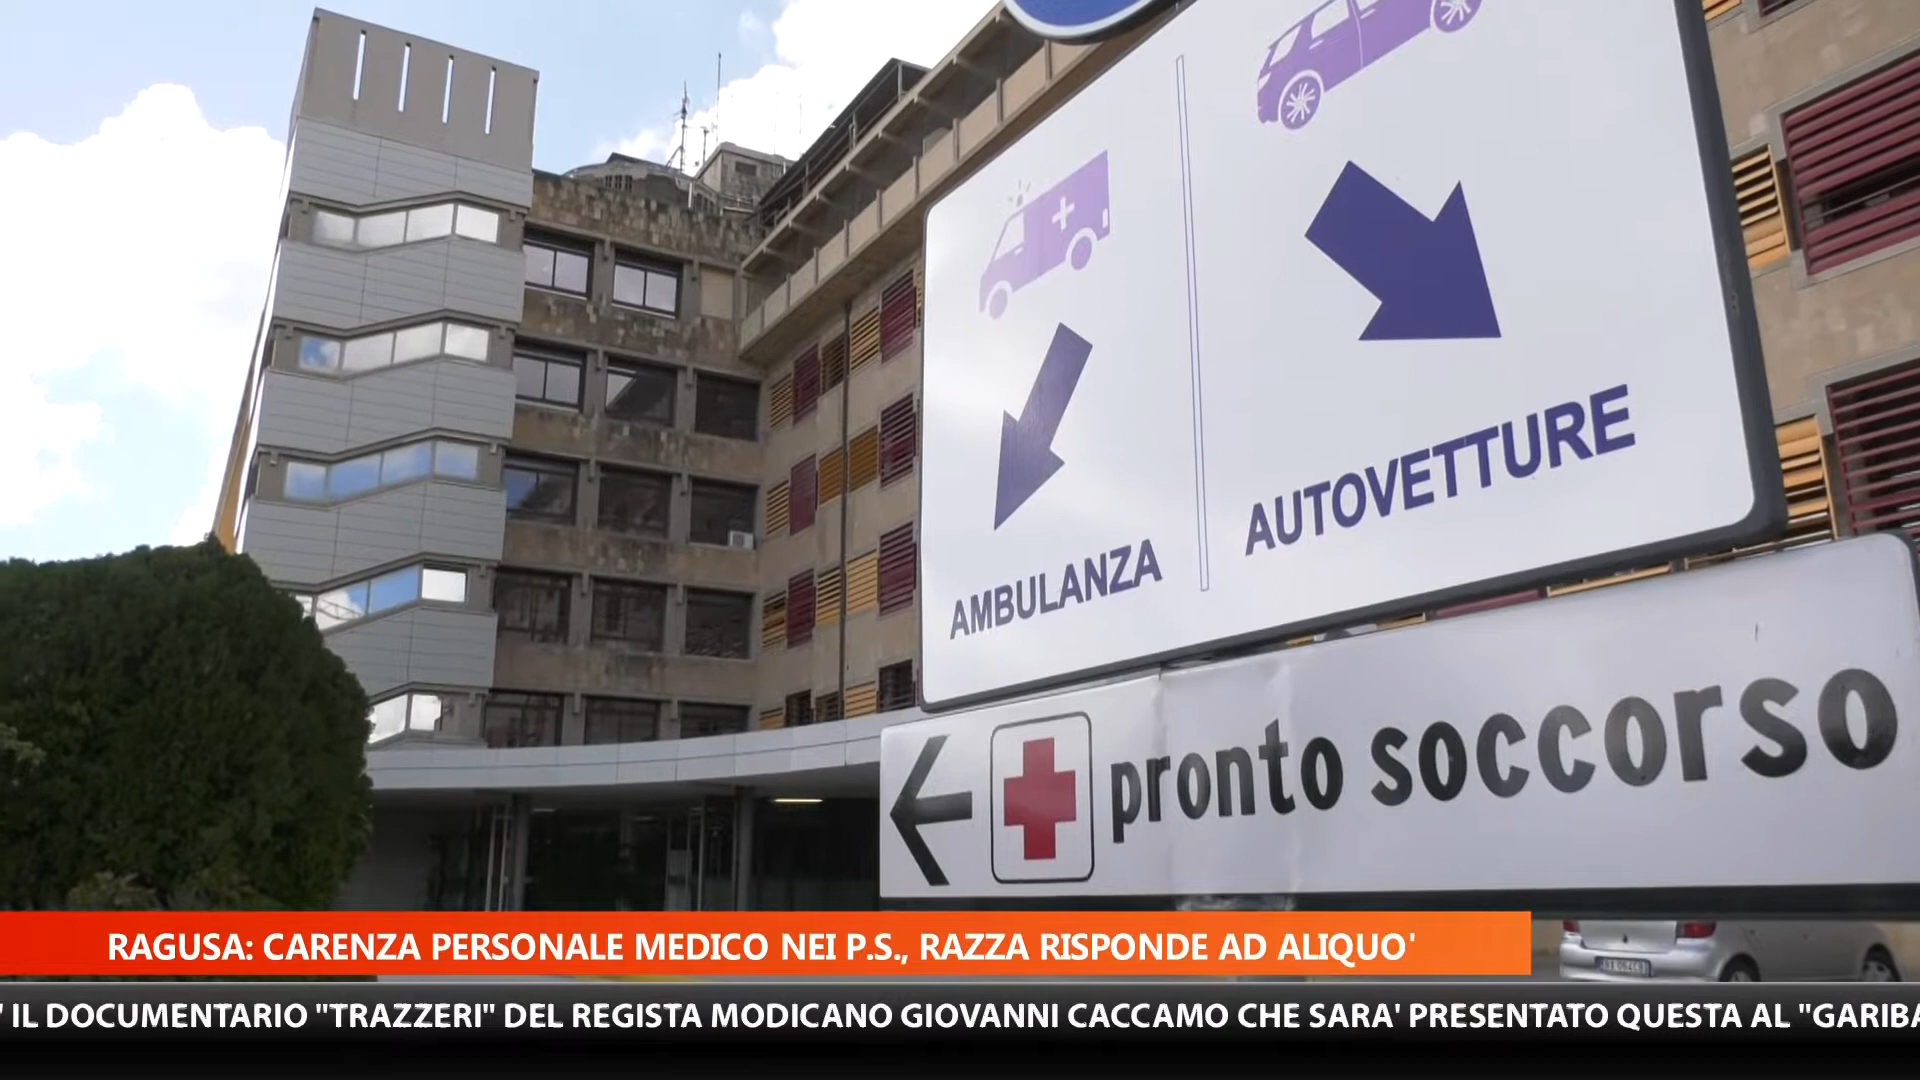 AMBULANZA
AUTOVETTURE
pronto soccorso
RAGUSA: CARENZA PERSONALE MEDICO NEI P.S., RAZZA RISPONDE AD ALIQUO'
' IL DOCUMENTARIO "TRAZZERI" DEL REGISTA MODICANO GIOVANNI CACCAMO CHE SARA' PRESENTATO QUESTA AL "GARIBA